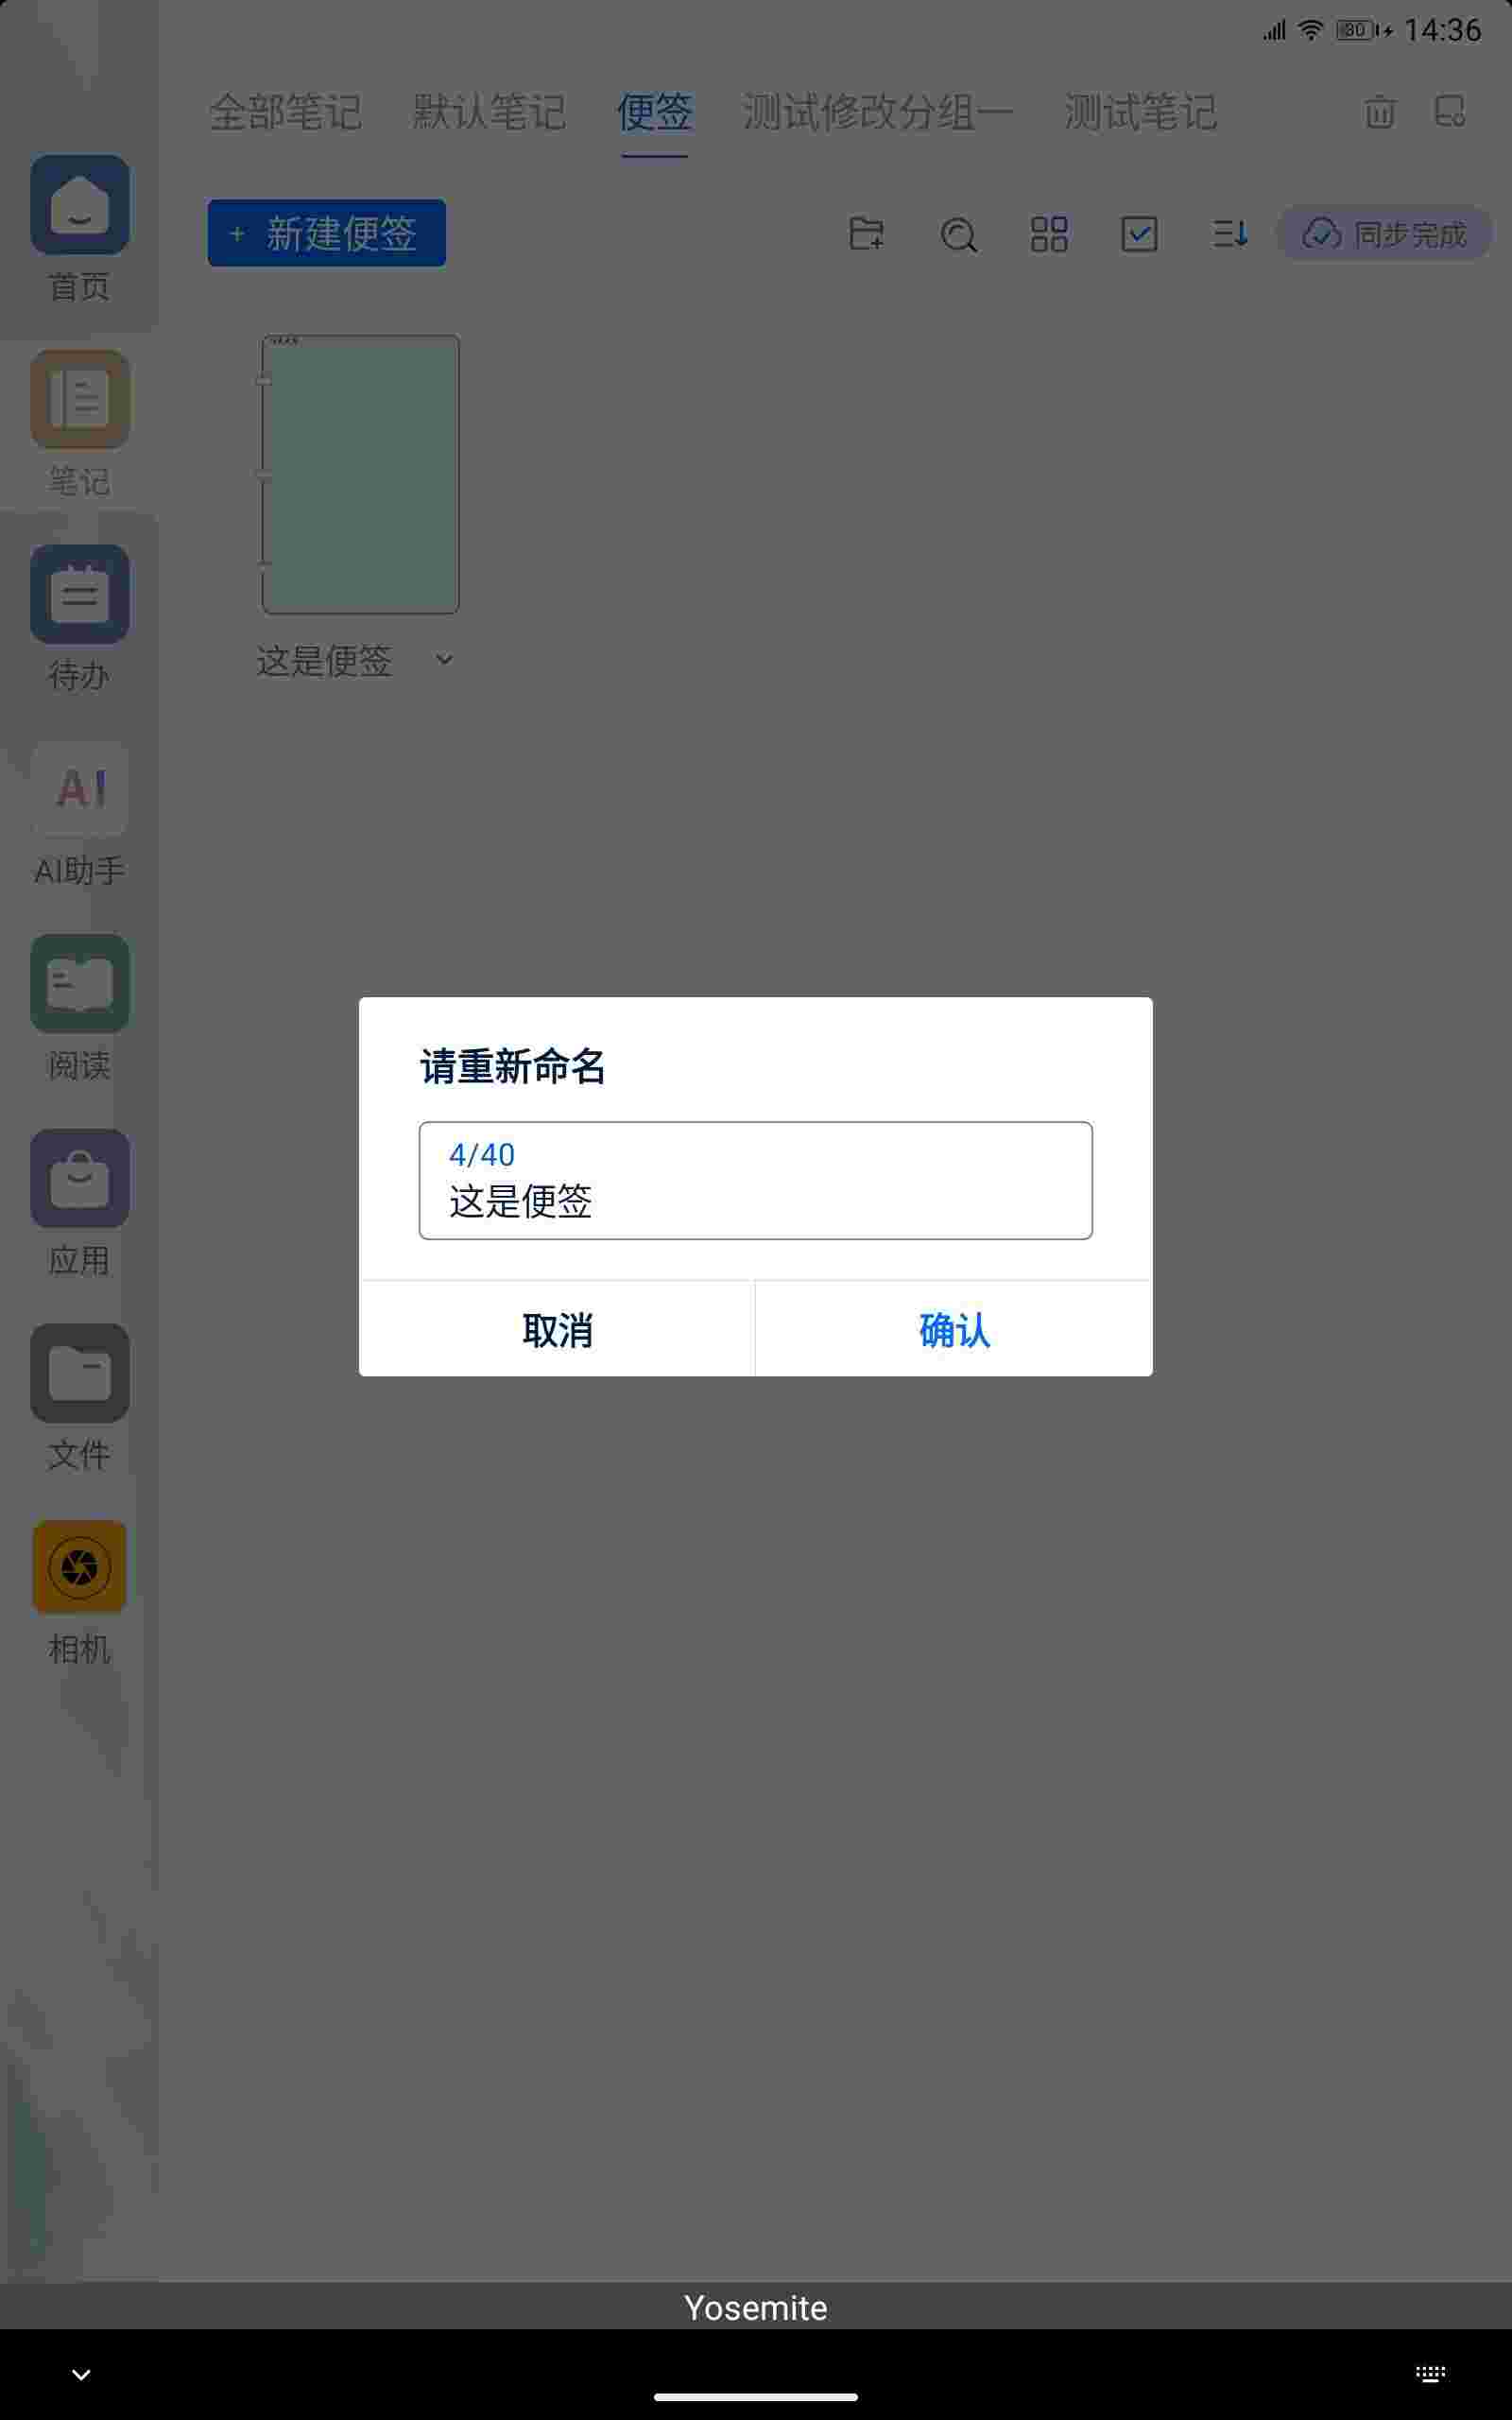 14:36
全部笔记 默认笔记 便签 测试修改分组一 测试笔记
+ 新建便签
同步完成
首页
笔记
这是便签
待办
AI
AI助手
阅读
请重新命名
4/40
这是便签
应用
取消 确认
文件
相机
Yosemite